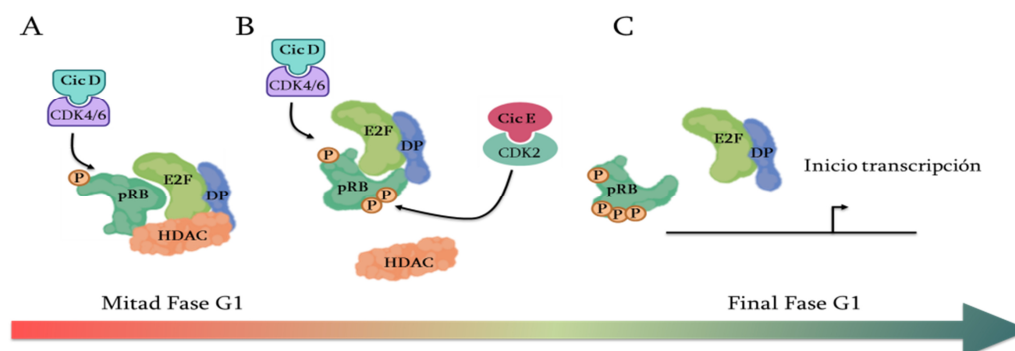 A
Cic D
CDK4/6
P
pRB
E2F
DP
HDAC
B
Cic D
CDK4/6
P
pRB
E2F
DP
P
P
Cic E
CDK2
HDAC
C
P
pRB
P
P
P
E2F
DP
Inicio transcripción
Mitad Fase G1
Final Fase G1